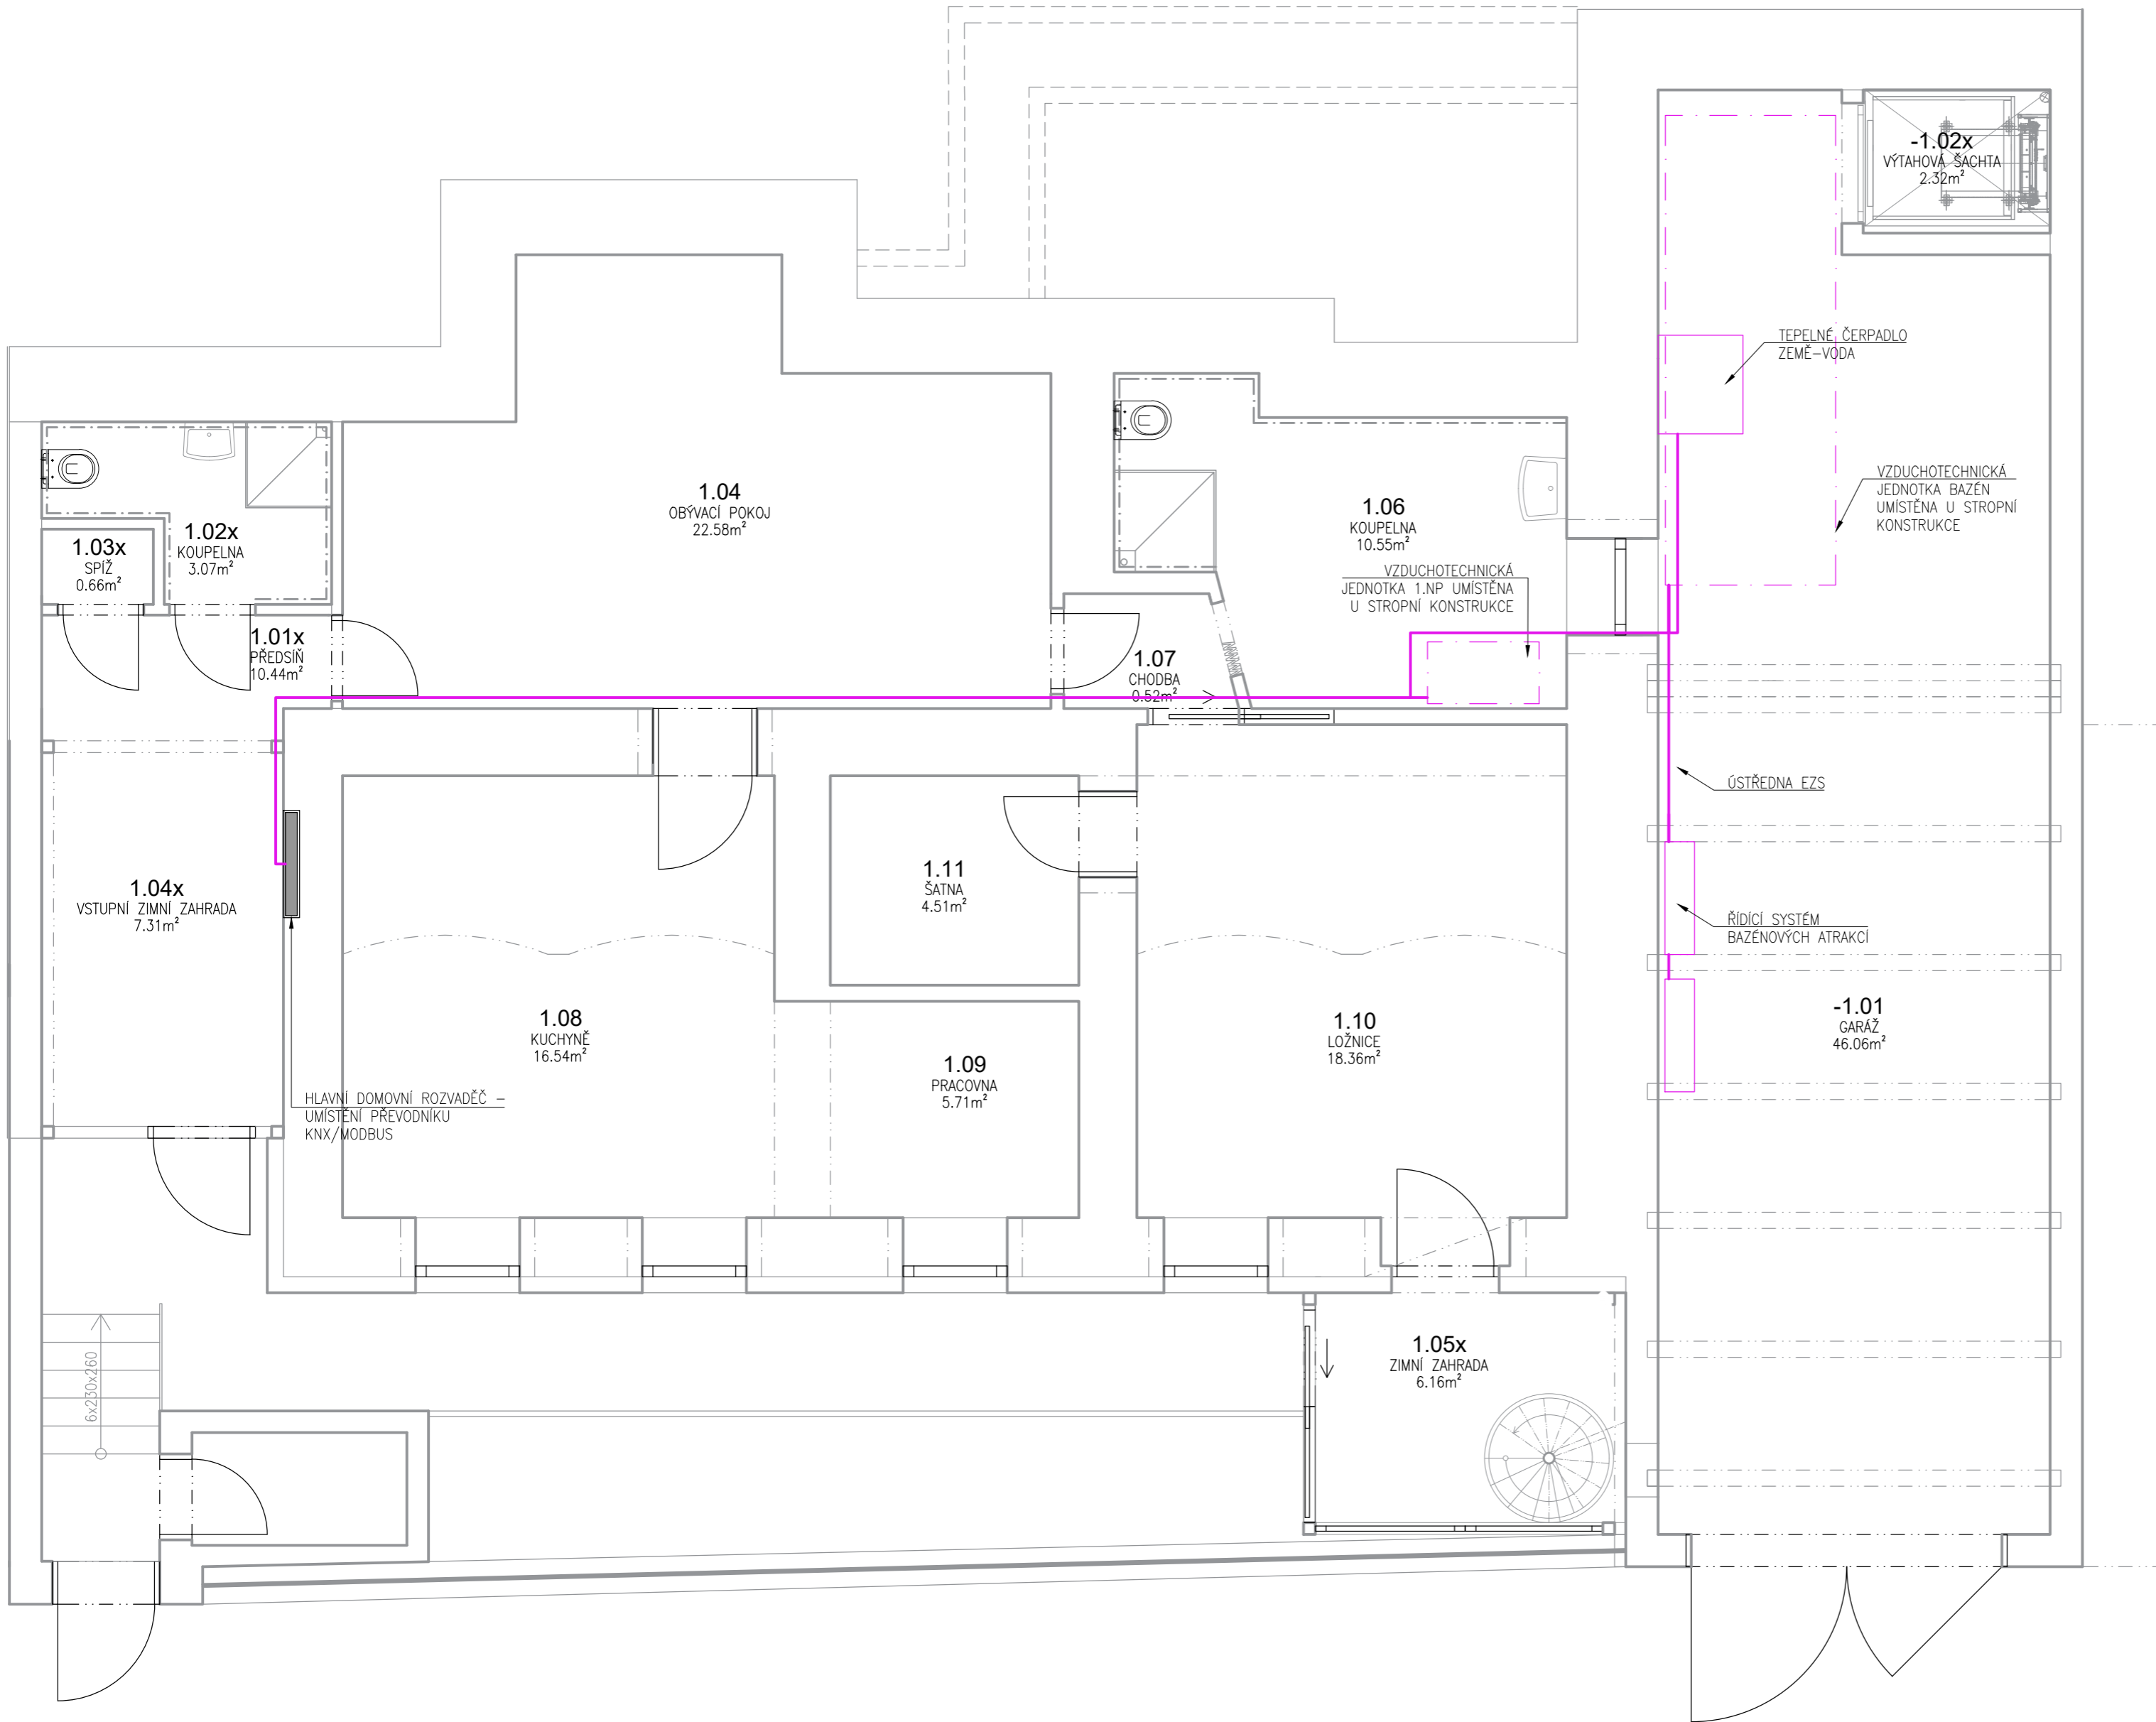 -1.02x
VÝTAHOVÁ ŠACHTA
2.32m²
TEPELNÉ ČERPADLO
ZEMĚ-VODA
VZDUCHOTECHNICKÁ
JEDNOTKA BAZÉN
UMÍSTĚNA U STROPNÍ
KONSTRUKCE
1.04
OBÝVACÍ POKOJ
22.58m²
1.06
KOUPELNA
10.55m²
1.02x
KOUPELNA
3.07m²
1.03x
SPÍŽ
0.66m²
VZDUCHOTECHNICKÁ
JEDNOTKA 1.NP UMÍSTĚNA
U STROPNÍ KONSTRUKCE
1.01x
PŘEDSÍŇ
10.44m²
1.07
CHODBA
0.52m²
ÚSTŘEDNA EZS
1.04x
VSTUPNÍ ZIMNÍ ZAHRADA
7.31m²
1.11
ŠATNA
4.51m²
ŘÍDÍCÍ SYSTÉM
BAZÉNOVÝCH ATRAKCÍ
1.08
KUCHYNĚ
16.54m²
1.10
LOŽNICE
18.36m²
-1.01
GARÁŽ
46.06m²
1.09
PRACOVNA
5.71m²
HLAVNÍ DOMOVNÍ ROZVADĚČ -
UMÍSTĚNÍ PŘEVODNÍKU
KNX/MODBUS
1.05x
ZIMNÍ ZAHRADA
6.16m²
6x230x260